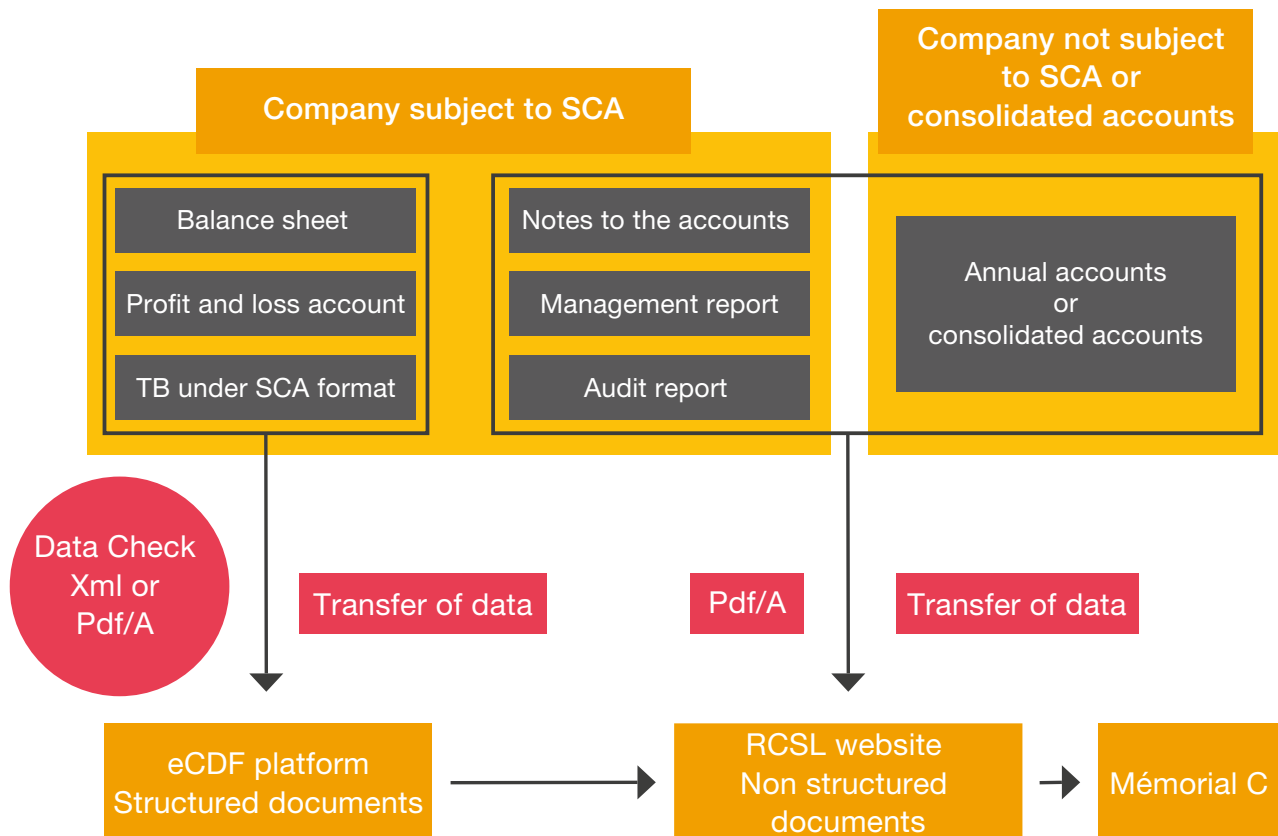 Company subject to SCA
Company not subject
to SCA or
consolidated accounts
Balance sheet
Profit and loss account
TB under SCA format
Notes to the accounts
Management report
Audit report
Annual accounts
or
consolidated accounts
Data Check
Xml or
Pdf/A
Transfer of data
Pdf/A
Transfer of data
eCDF platform
Structured documents
RCSL website
Non structured
documents
Mémorial C